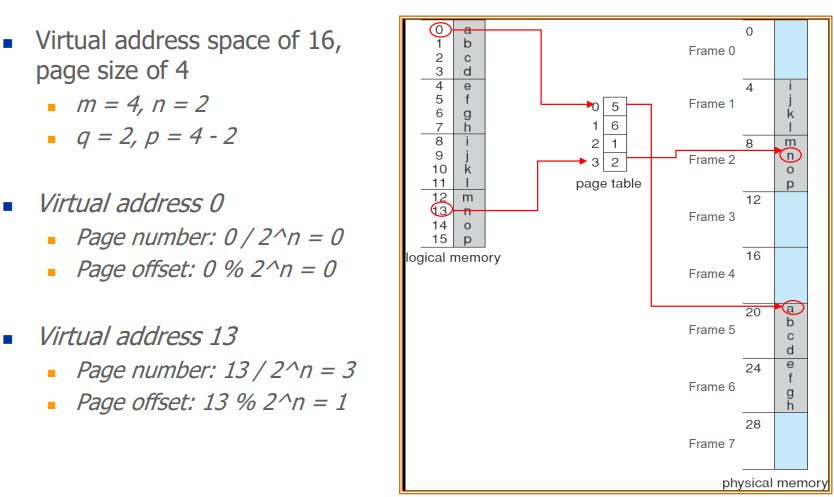 Virtual address space of 16,
page size of 4
m = 4, n = 2
q = 2, p = 4 - 2
Virtual address 0
Page number: 0 / 2^n = 0
Page offset: 0 % 2^n = 0
Virtual address 13
Page number: 13 / 2^n = 3
Page offset: 13 % 2^n = 1
0 a
1 b
2 c
3 d
4 e
5 f
6 g
7 h
8 i
9 j
10 k
11 l
12 m
13 n
14 o
15 p
logical memory
0 5
1 6
2 1
3 2
page table
0
Frame 0
4 i
Frame 1 j
k
l
8 m
Frame 2 n
o
p
12
Frame 3
16
Frame 4
20 a
Frame 5 b
c
d
24 e
Frame 6 f
g
h
28
Frame 7
physical memory